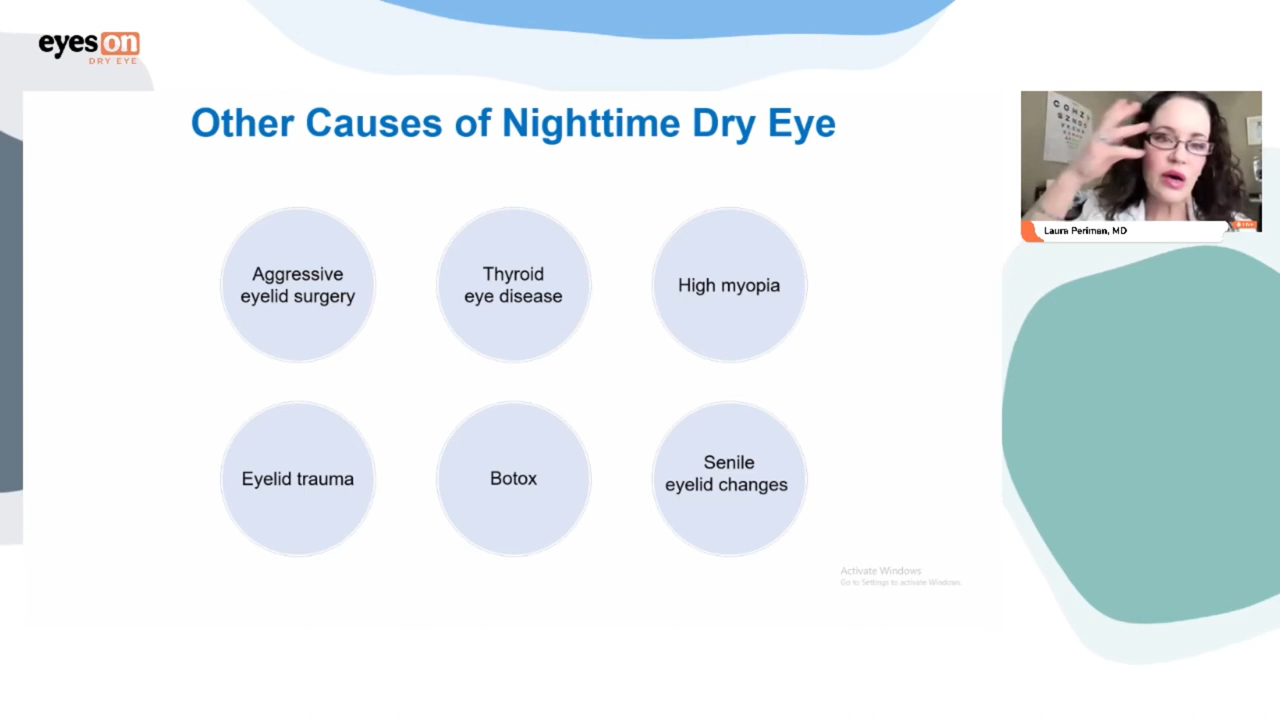 eyes on
DRY EYE
Other Causes of Nighttime Dry Eye
Aggressive
eyelid surgery
Thyroid
eye disease
High myopia
Eyelid trauma
Botox
Senile
eyelid changes
Activate Windows
Go to Settings to activate Windows.
Laura Periman, MD